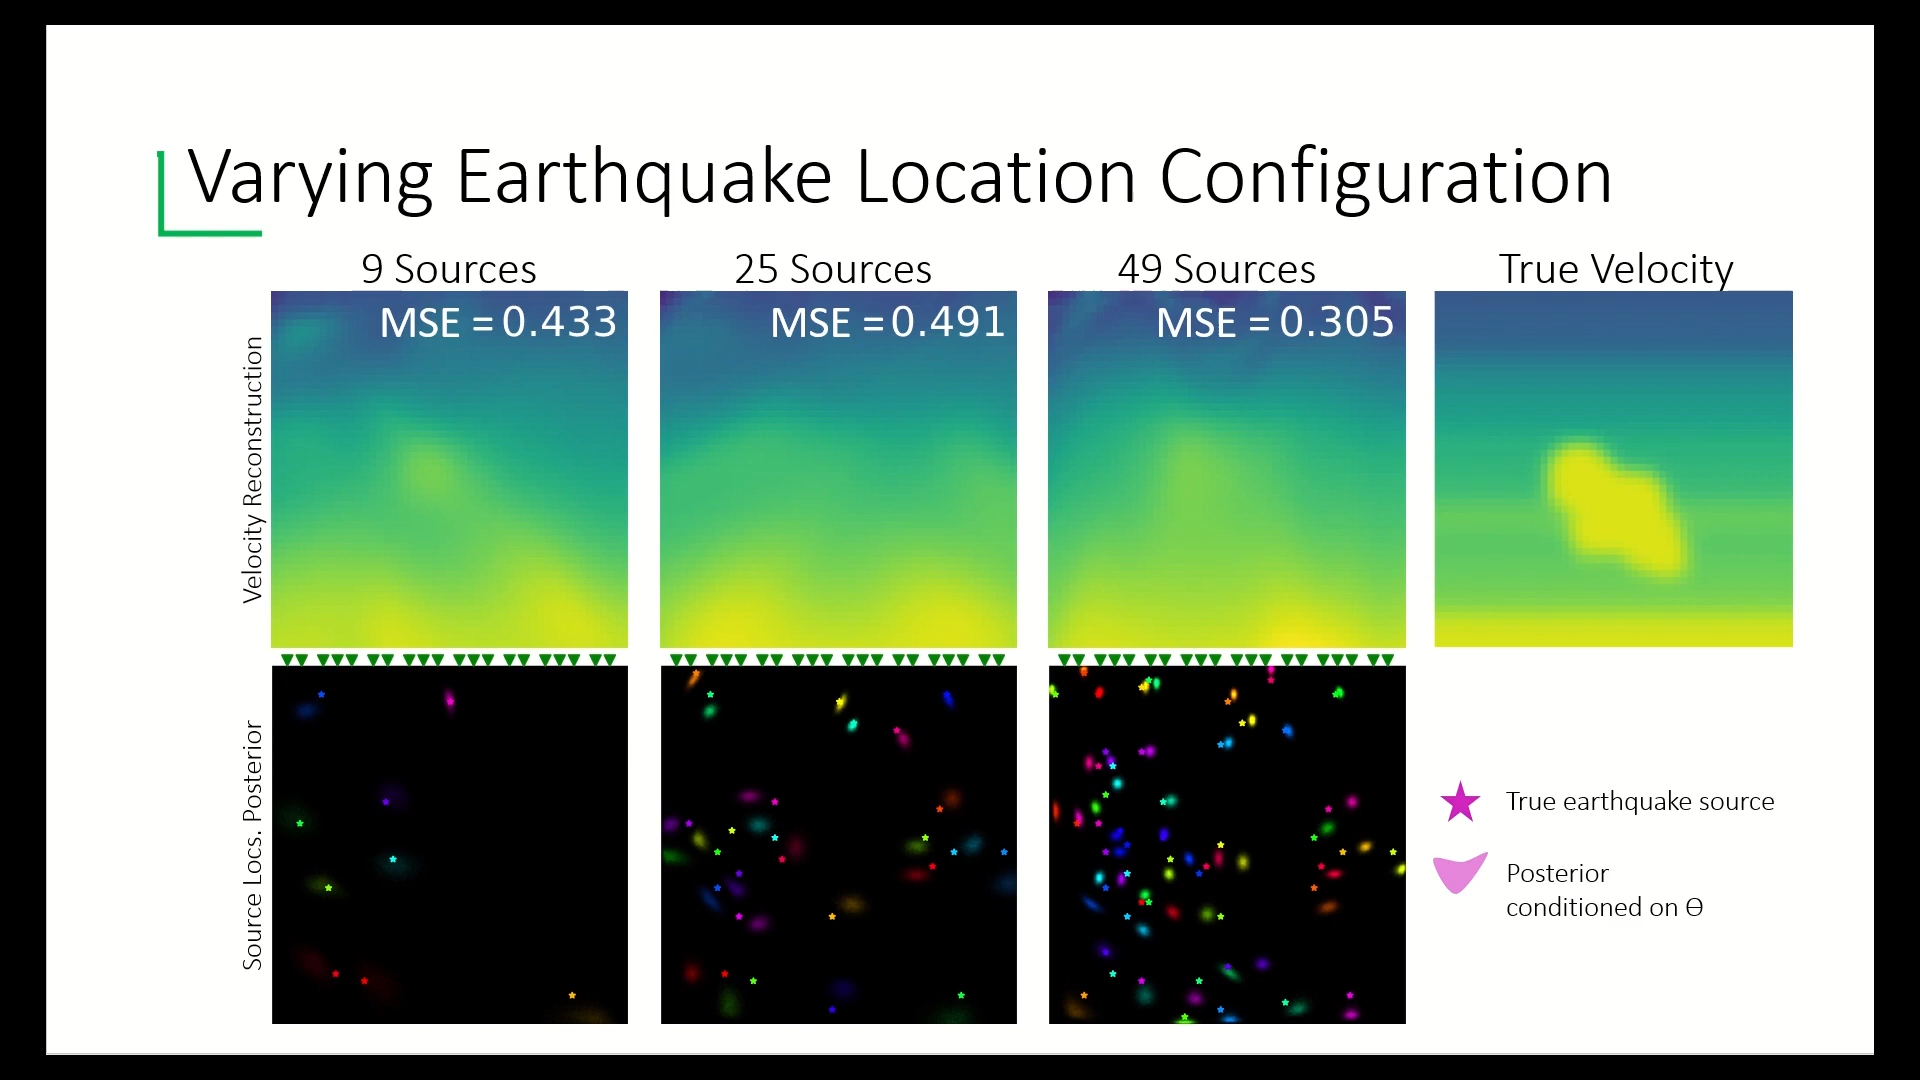 Varying Earthquake Location Configuration
9 Sources
25 Sources
49 Sources
True Velocity
MSE = 0.433
MSE = 0.491
MSE = 0.305
Velocity Reconstruction
Source Locs. Posterior
True earthquake source
Posterior
conditioned on Θ